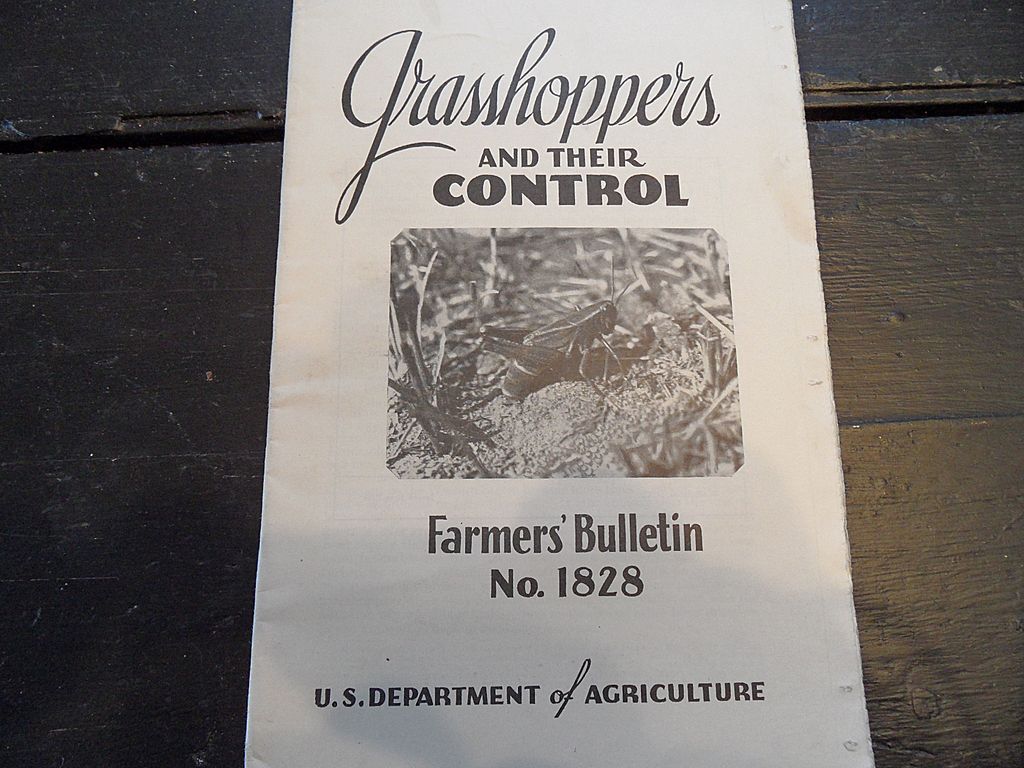 Grasshoppers
AND THEIR
CONTROL
Farmers' Bulletin
No. 1828
U.S. DEPARTMENT of AGRICULTURE